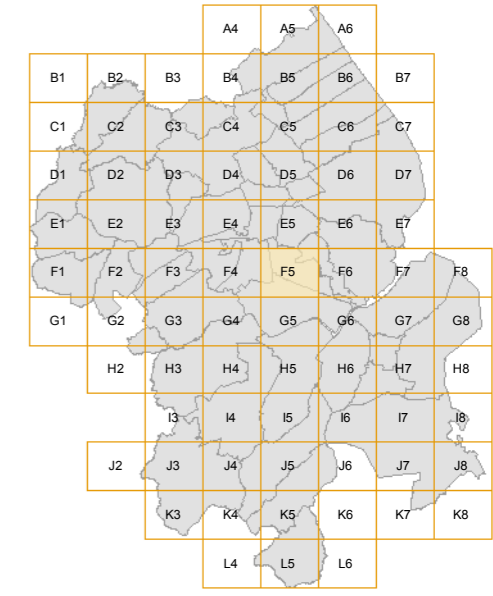 A4 A5 A6
B1 B2 B3 B4 B5 B6 B7
C1 C2 C3 C4 C5 C6 C7
D1 D2 D3 D4 D5 D6 D7
E1 E2 E3 E4 E5 E6 E7
F1 F2 F3 F4 F5 F6 F7 F8
G1 G2 G3 G4 G5 G6 G7 G8
H2 H3 H4 H5 H6 H7 H8
I3 I4 I5 I6 I7 I8
J2 J3 J4 J5 J6 J7 J8
K3 K4 K5 K6 K7 K8
L4 L5 L6